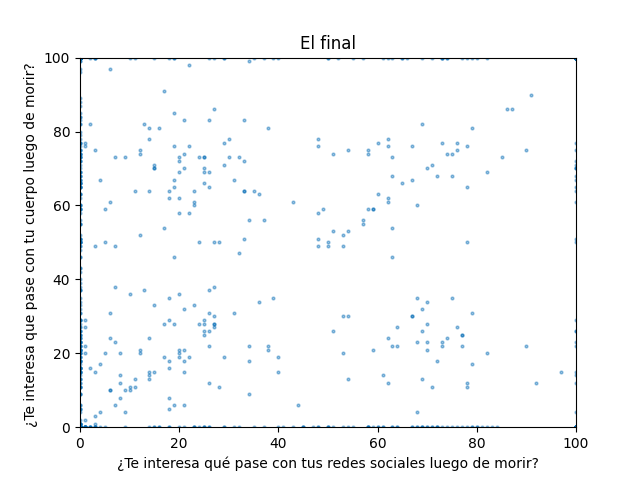 El final
100
80
60
40
20
0
¿Te interesa que pase con tu cuerpo luego de morir?
0 20 40 60 80 100
¿Te interesa qué pase con tus redes sociales luego de morir?